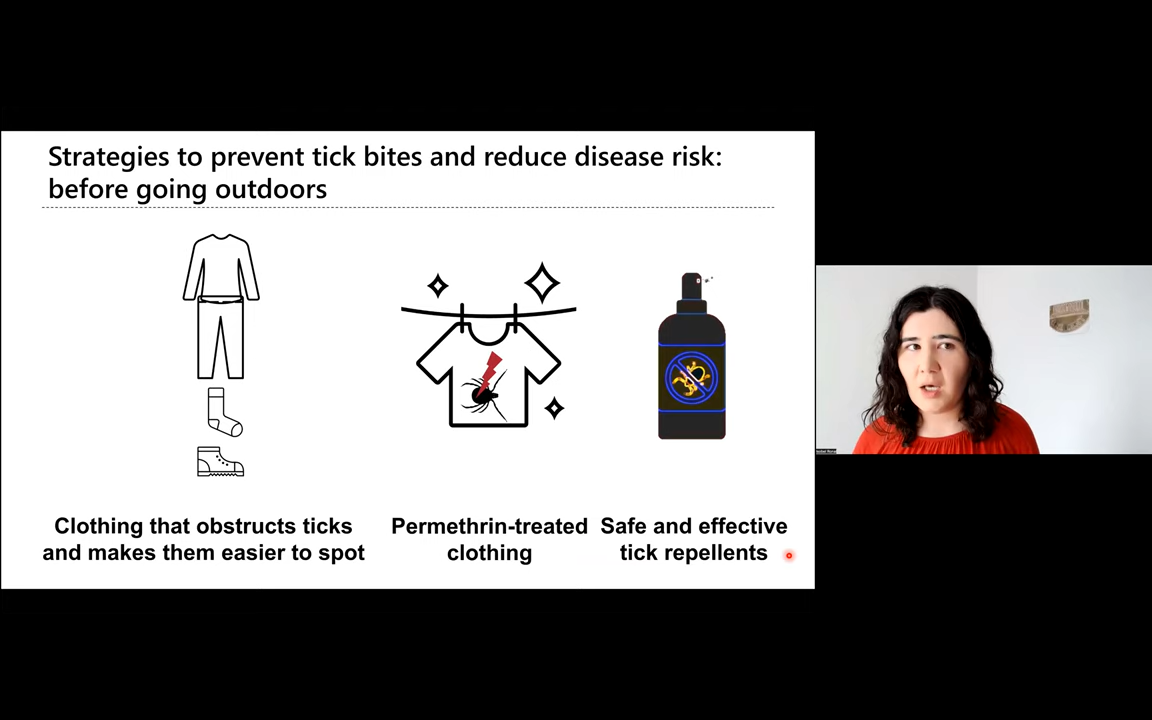 Strategies to prevent tick bites and reduce disease risk:
before going outdoors
Clothing that obstructs ticks
and makes them easier to spot
Permethrin-treated
clothing
Safe and effective
tick repellents